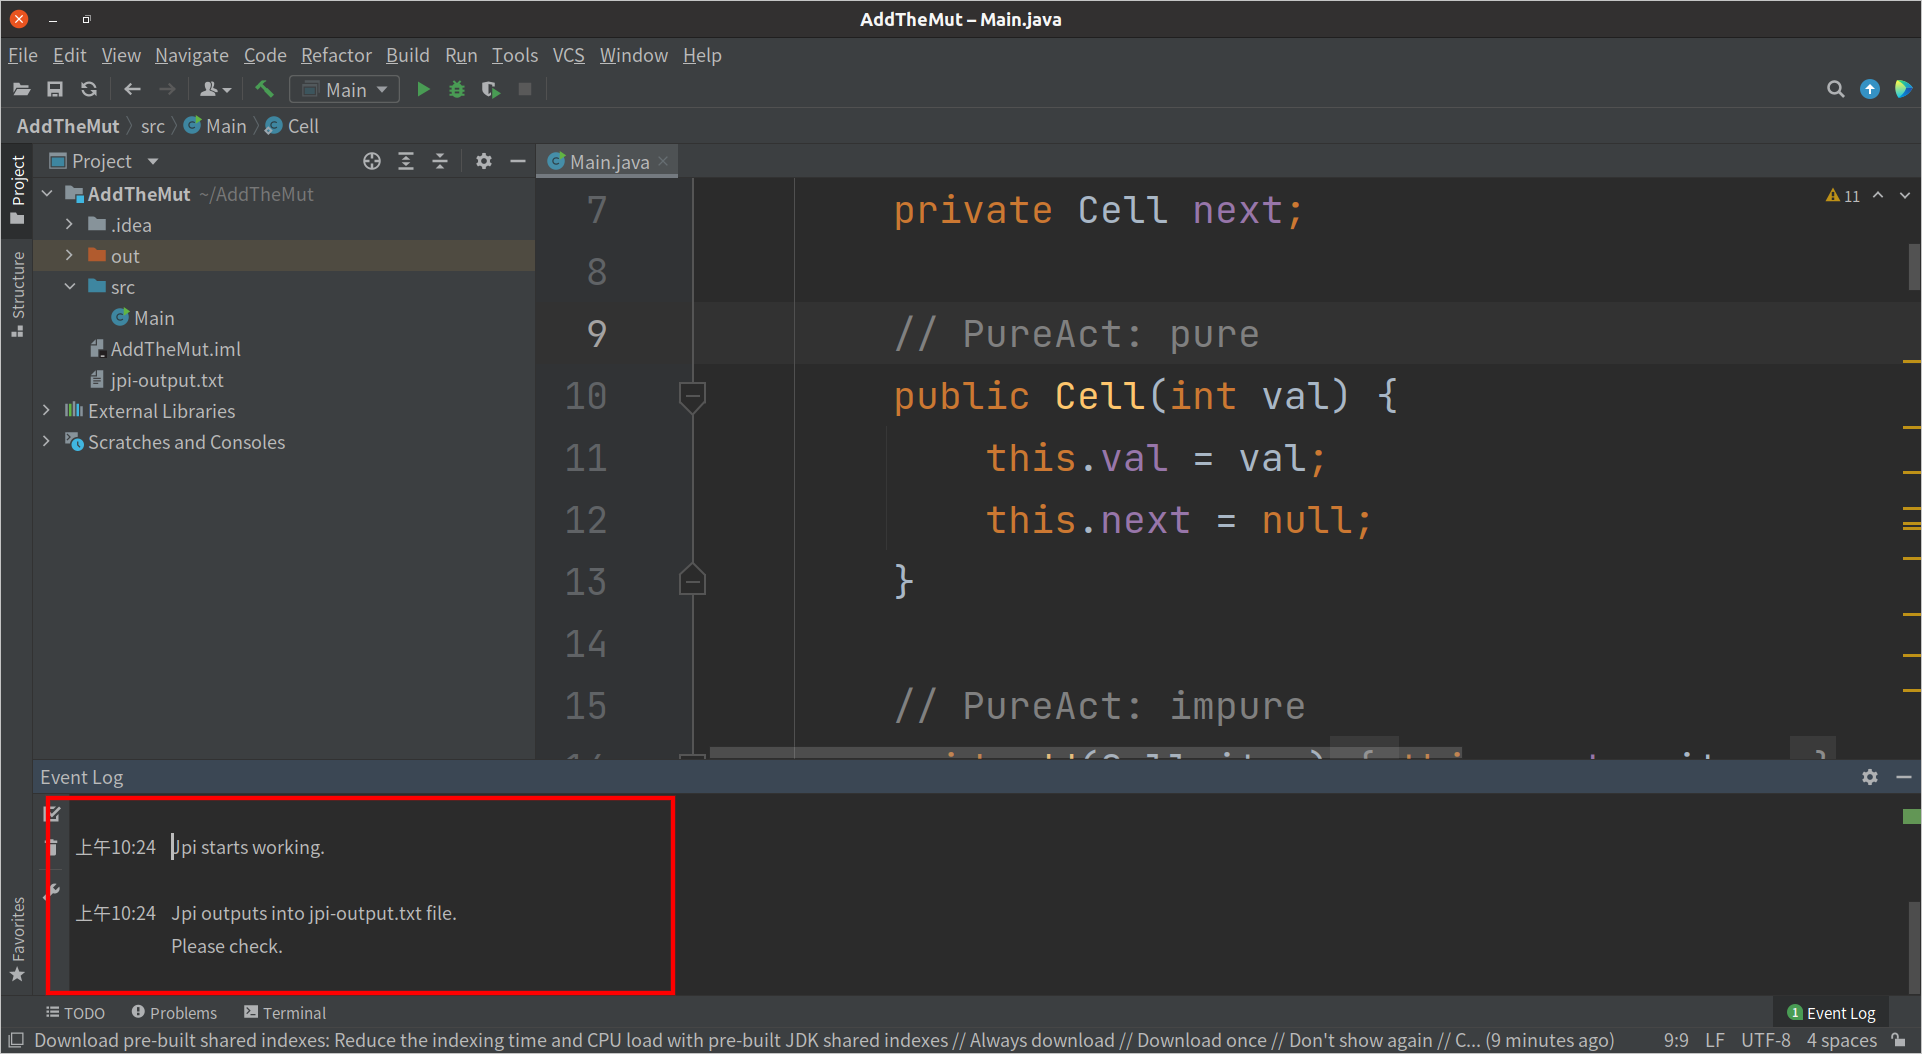 AddTheMut – Main.java
File Edit View Navigate Code Refactor Build Run Tools VCS Window Help
Main
AddTheMut src Main Cell
Project
Project
Structure
Favorites
AddTheMut ~/AddTheMut
.idea
out
src
Main
AddTheMut.iml
jpi-output.txt
External Libraries
Scratches and Consoles
Main.java
11
7 private Cell next;
8
9 // PureAct: pure
10 public Cell(int val) {
11 this.val = val;
12 this.next = null;
13 }
14
15 // PureAct: impure
Event Log
上午10:24 Jpi starts working.
上午10:24 Jpi outputs into jpi-output.txt file.
Please check.
TODO Problems Terminal 1 Event Log
Download pre-built shared indexes: Reduce the indexing time and CPU load with pre-built JDK shared indexes // Always download // Download once // Don't show again // C... (9 minutes ago) 9:9 LF UTF-8 4 spaces